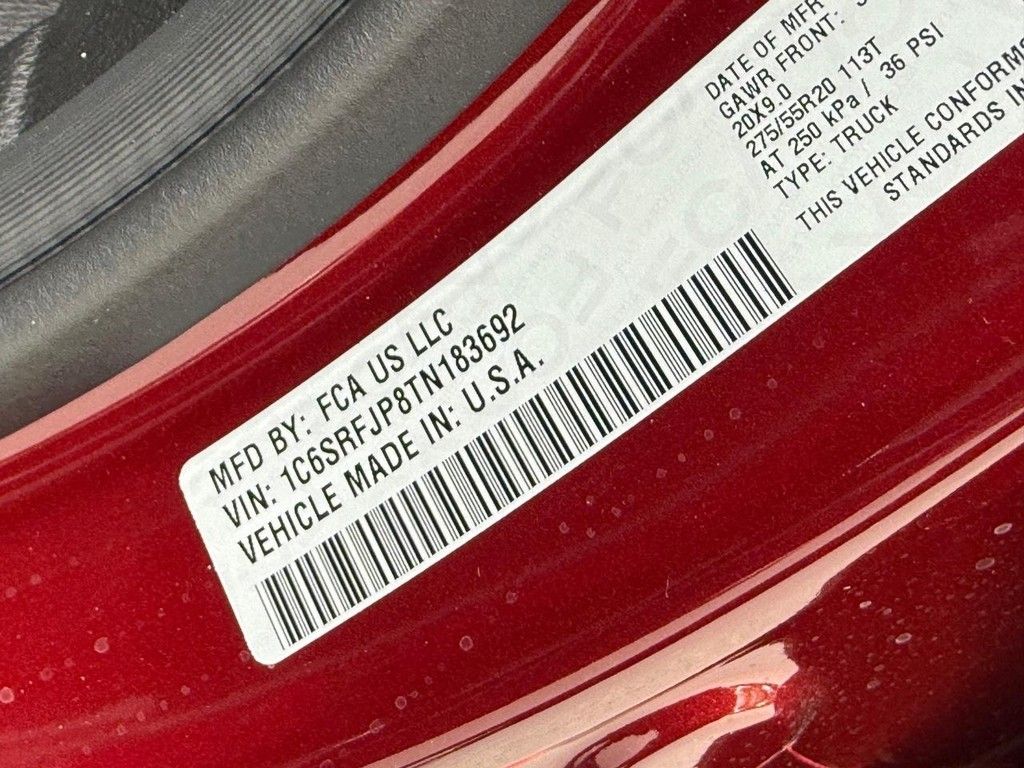 MFD BY: FCA US LLC
VIN: 1C6SRFJP8TN183692
VEHICLE MADE IN: U.S.A.
DATE OF MFR
GAWR FRONT:
20X9.0
275/55R20 113T
AT 250 kPa / 36 PSI
TYPE: TRUCK
THIS VEHICLE CONFORM
STANDARDS IN